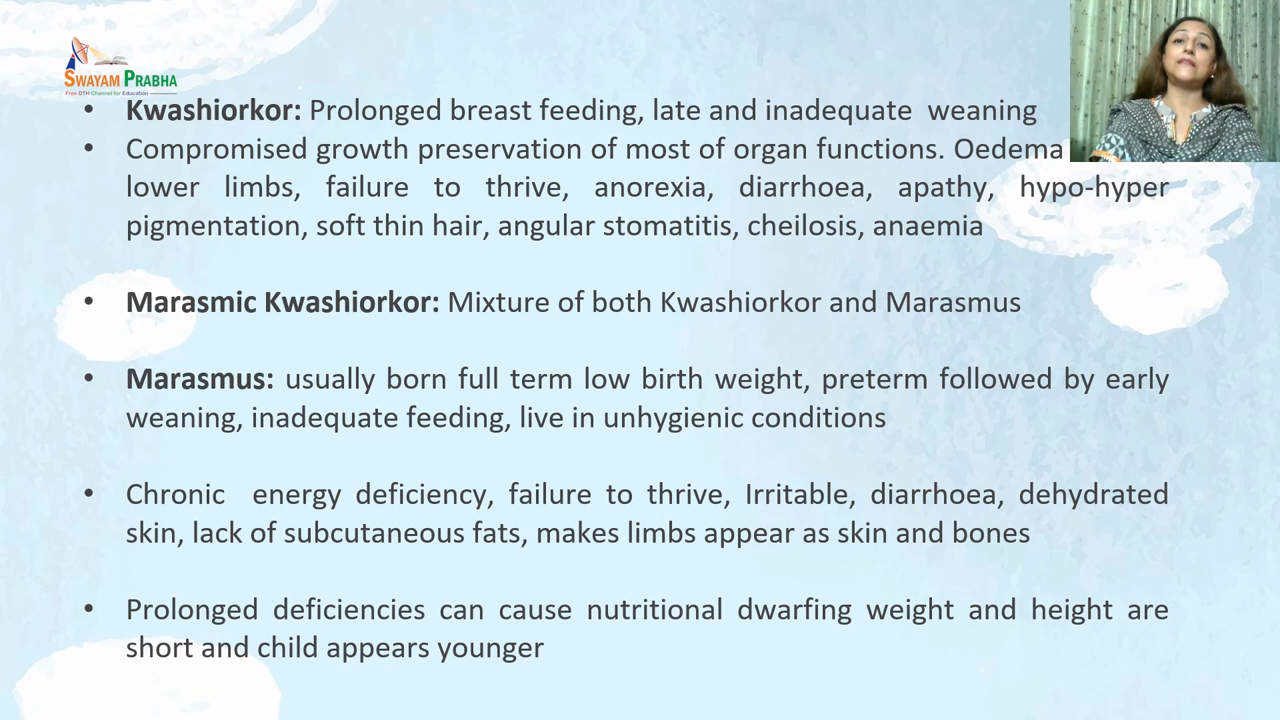 SWAYAM PRABHA
Free DTH Channel for Education
• Kwashiorkor: Prolonged breast feeding, late and inadequate weaning
• Compromised growth preservation of most of organ functions. Oedema
lower limbs, failure to thrive, anorexia, diarrhoea, apathy, hypo-hyper
pigmentation, soft thin hair, angular stomatitis, cheilosis, anaemia
• Marasmic Kwashiorkor: Mixture of both Kwashiorkor and Marasmus
• Marasmus: usually born full term low birth weight, preterm followed by early
weaning, inadequate feeding, live in unhygienic conditions
• Chronic energy deficiency, failure to thrive, Irritable, diarrhoea, dehydrated
skin, lack of subcutaneous fats, makes limbs appear as skin and bones
• Prolonged deficiencies can cause nutritional dwarfing weight and height are
short and child appears younger